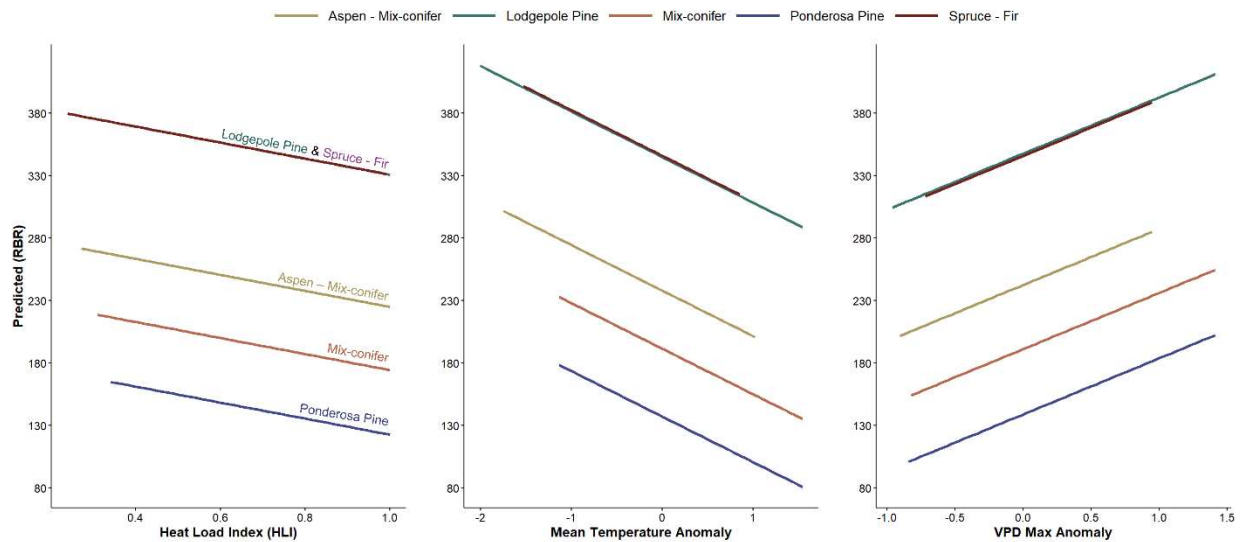 Aspen - Mix-conifer Lodgepole Pine Mix-conifer Ponderosa Pine Spruce - Fir
Predicted (RBR)
380
330
280
230
180
130
80
Lodgepole Pine & Spruce - Fir
Aspen – Mix-conifer
Mix-conifer
Ponderosa Pine
0.4 0.6 0.8 1.0
Heat Load Index (HLI)
380
330
280
230
180
130
80
-2 -1 0 1
Mean Temperature Anomaly
380
330
280
230
180
130
80
-1.0 -0.5 0.0 0.5 1.0 1.5
VPD Max Anomaly